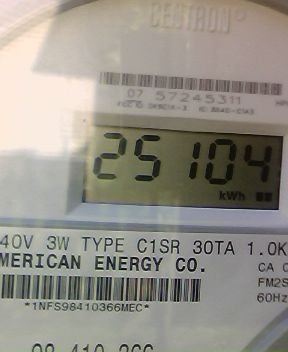 CENTRON®
07 57245311
25104
kWh
40V 3W TYPE C1SR 30TA 1.0K
MERICAN ENERGY CO.
CA
FM2S
60Hz
*1NFS98410366MEC*